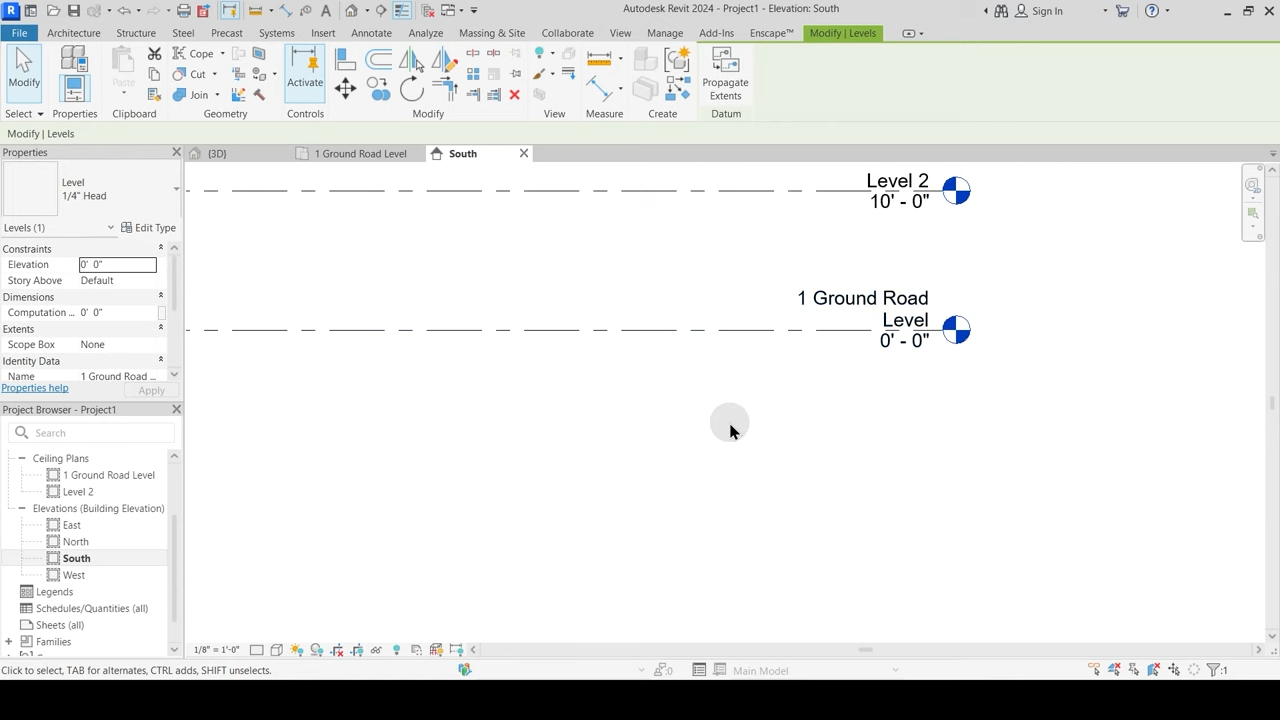 Autodesk Revit 2024 - Project1 - Elevation: South
Sign In
File Architecture Structure Steel Precast Systems Insert Annotate Analyze Massing & Site Collaborate View Manage Add-Ins Enscape™ Modify | Levels
Modify
Paste
Cope
Cut
Join
Activate
Propagate
Extents
Select Properties Clipboard Geometry Controls Modify View Measure Create Datum
Modify | Levels
Properties
{3D}
1 Ground Road Level
South
Level
1/4" Head
Levels (1)
Edit Type
Constraints
Elevation 0' 0"
Story Above Default
Dimensions
Computation ... 0' 0"
Extents
Scope Box None
Identity Data
Name 1 Ground Road ...
Properties help
Apply
Project Browser - Project1
Search
Ceiling Plans
1 Ground Road Level
Level 2
Elevations (Building Elevation)
East
North
South
West
Legends
Schedules/Quantities (all)
Sheets (all)
Families
Level 2
10' - 0"
1 Ground Road
Level
0' - 0"
1/8" = 1'-0"
Click to select, TAB for alternates, CTRL adds, SHIFT unselects.
:0
Main Model
:1